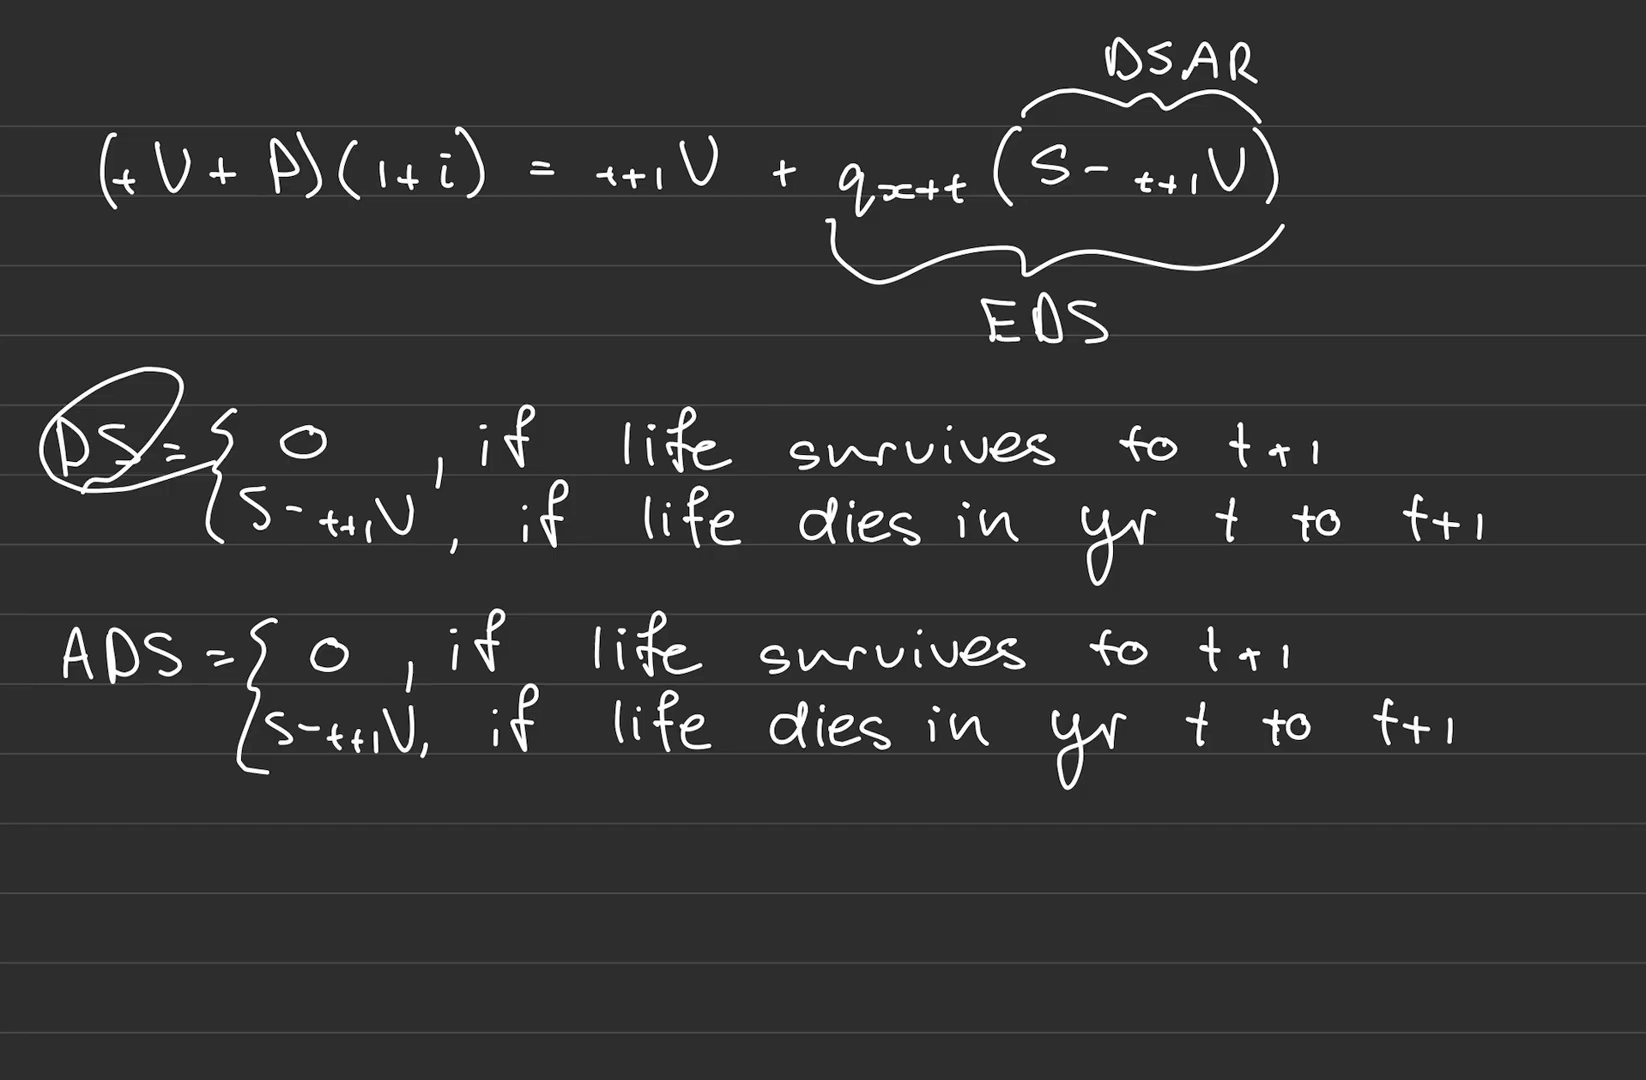 DSAR
(ₜV + P)(1+i) = ₜ₊₁V + qₓ₊ₜ (S - ₜ₊₁V)
EDS
DS = { 0 , if life survives to t+1
{ S - ₜ₊₁V , if life dies in yr t to t+1
ADS = { 0 , if life survives to t+1
{ S - ₜ₊₁V, if life dies in yr t to t+1